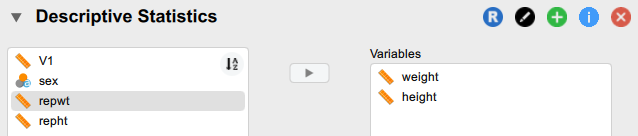 Descriptive Statistics
R
i
V1
A
Z
sex
repwt
repht
Variables
weight
height